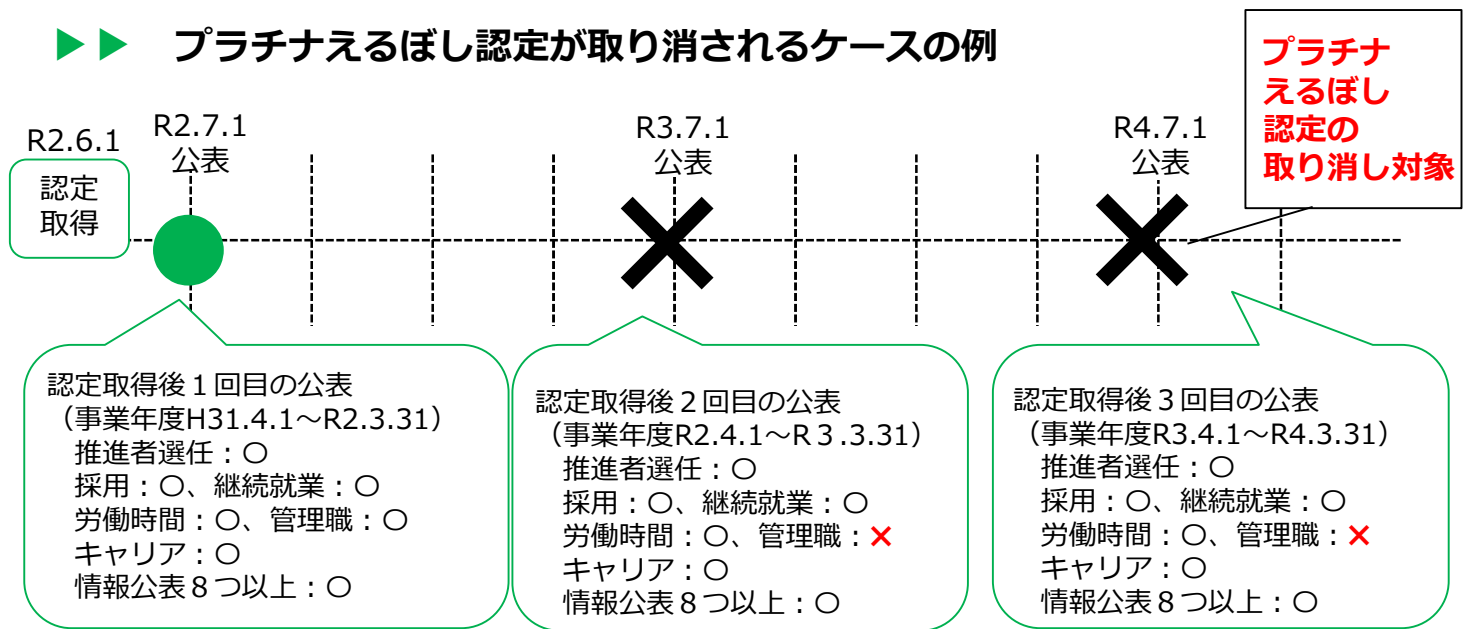 ▶▶ プラチナえるぼし認定が取り消されるケースの例
プラチナ
えるぼし
認定の
取り消し対象
R2.6.1
認定
取得
R2.7.1
公表
R3.7.1
公表
R4.7.1
公表
認定取得後１回目の公表
（事業年度H31.4.1～R2.3.31）
推進者選任：〇
採用：〇、継続就業：〇
労働時間：〇、管理職：〇
キャリア：〇
情報公表８つ以上：〇
認定取得後２回目の公表
（事業年度R2.4.1～R３.3.31）
推進者選任：〇
採用：〇、継続就業：〇
労働時間：〇、管理職：×
キャリア：〇
情報公表８つ以上：〇
認定取得後３回目の公表
（事業年度R3.4.1～R4.3.31）
推進者選任：〇
採用：〇、継続就業：〇
労働時間：〇、管理職：×
キャリア：〇
情報公表８つ以上：〇